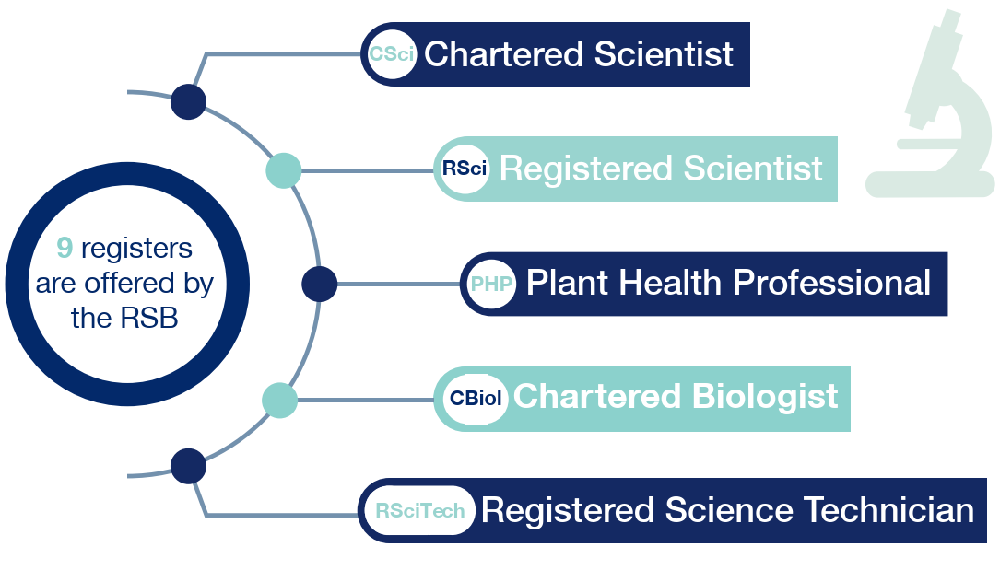 CSci Chartered Scientist
RSci Registered Scientist
9 registers
are offered by
the RSB
PHP Plant Health Professional
CBiol Chartered Biologist
RSciTech Registered Science Technician